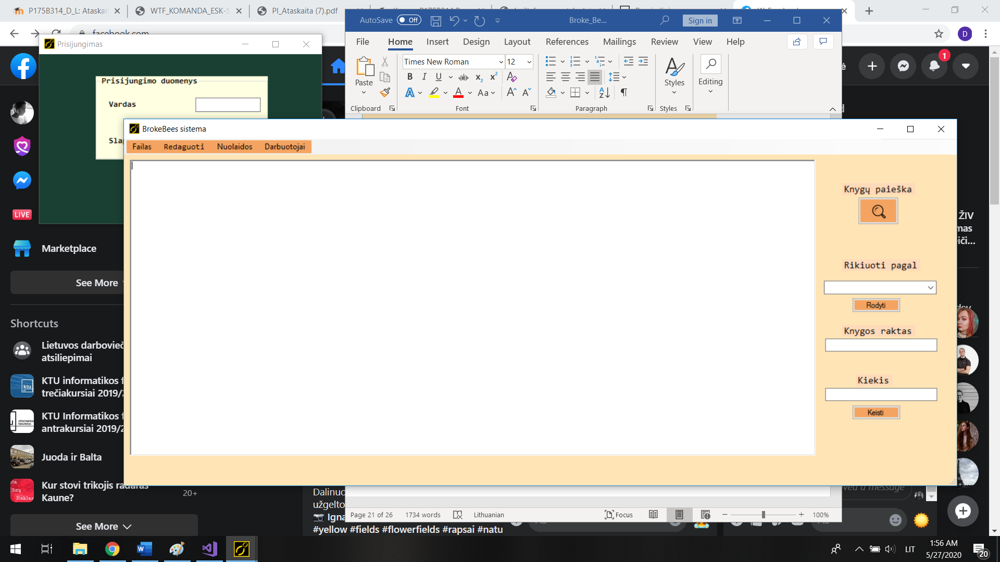 P175B314_D_L: Ataskai
WTF_KOMANDA_ESK-S
PI_Ataskaita (7).pdf
facebook.com
D
AutoSave Off
Broke_Bee...
Sign in
File Home Insert Design Layout References Mailings Review View Help
Times New Roman 12
Paste
Styles
Editing
Clipboard Font Paragraph Styles
Prisijungimas
Prisijungimo duomenys
Vardas
1
BrokeBees sistema
Failas Redaguoti Nuolaidos Darbuotojai
Knygų paieška
Rikiuoti pagal
Rodyti
Knygos raktas
Kiekis
Keisti
LIVE
Marketplace
See More
Shortcuts
Lietuvos darboviеč
atsiliepimai
KTU informatikos f
trečiakursiai 2019/2
KTU Informatikos f
antrakursiai 2019/2
Juoda ir Balta
Kur stovi trikojis radaras
Kaune?
20+
See More
ŽIV
mas
iči...
Dalinuo
užgelto
Igna
#yellow #fields #flowerfields #rapsai #natu
Page 21 of 26 1734 words Lithuanian Focus 100%
LIT
1:56 AM
5/27/2020
20